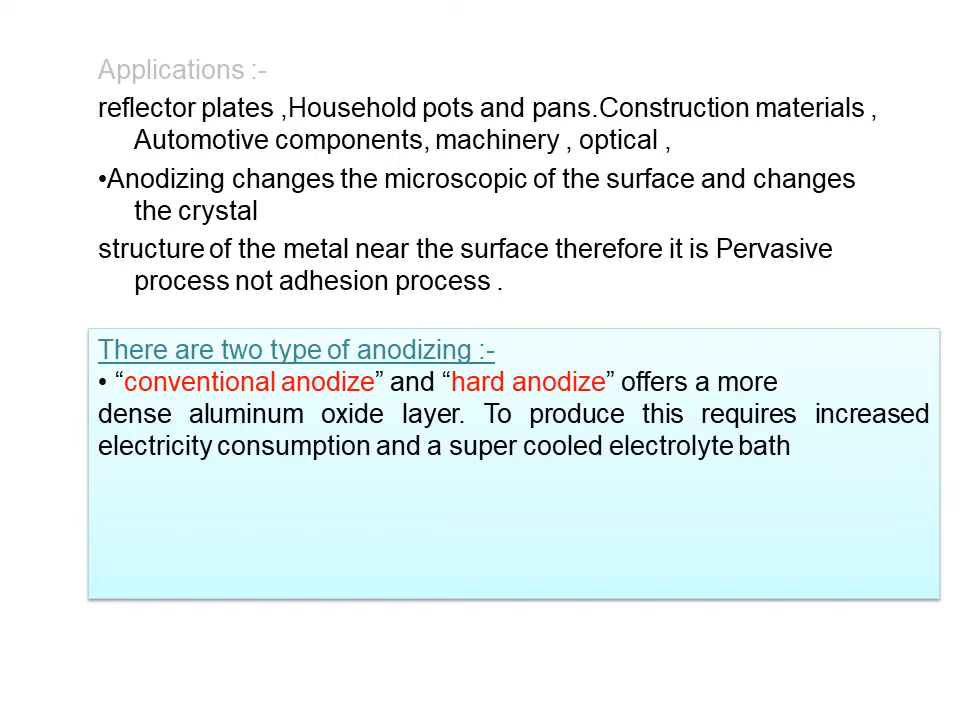 Applications :-
reflector plates ,Household pots and pans.Construction materials ,
Automotive components, machinery , optical ,
•Anodizing changes the microscopic of the surface and changes
the crystal
structure of the metal near the surface therefore it is Pervasive
process not adhesion process .
There are two type of anodizing :-
• “conventional anodize” and “hard anodize” offers a more
dense aluminum oxide layer. To produce this requires increased
electricity consumption and a super cooled electrolyte bath